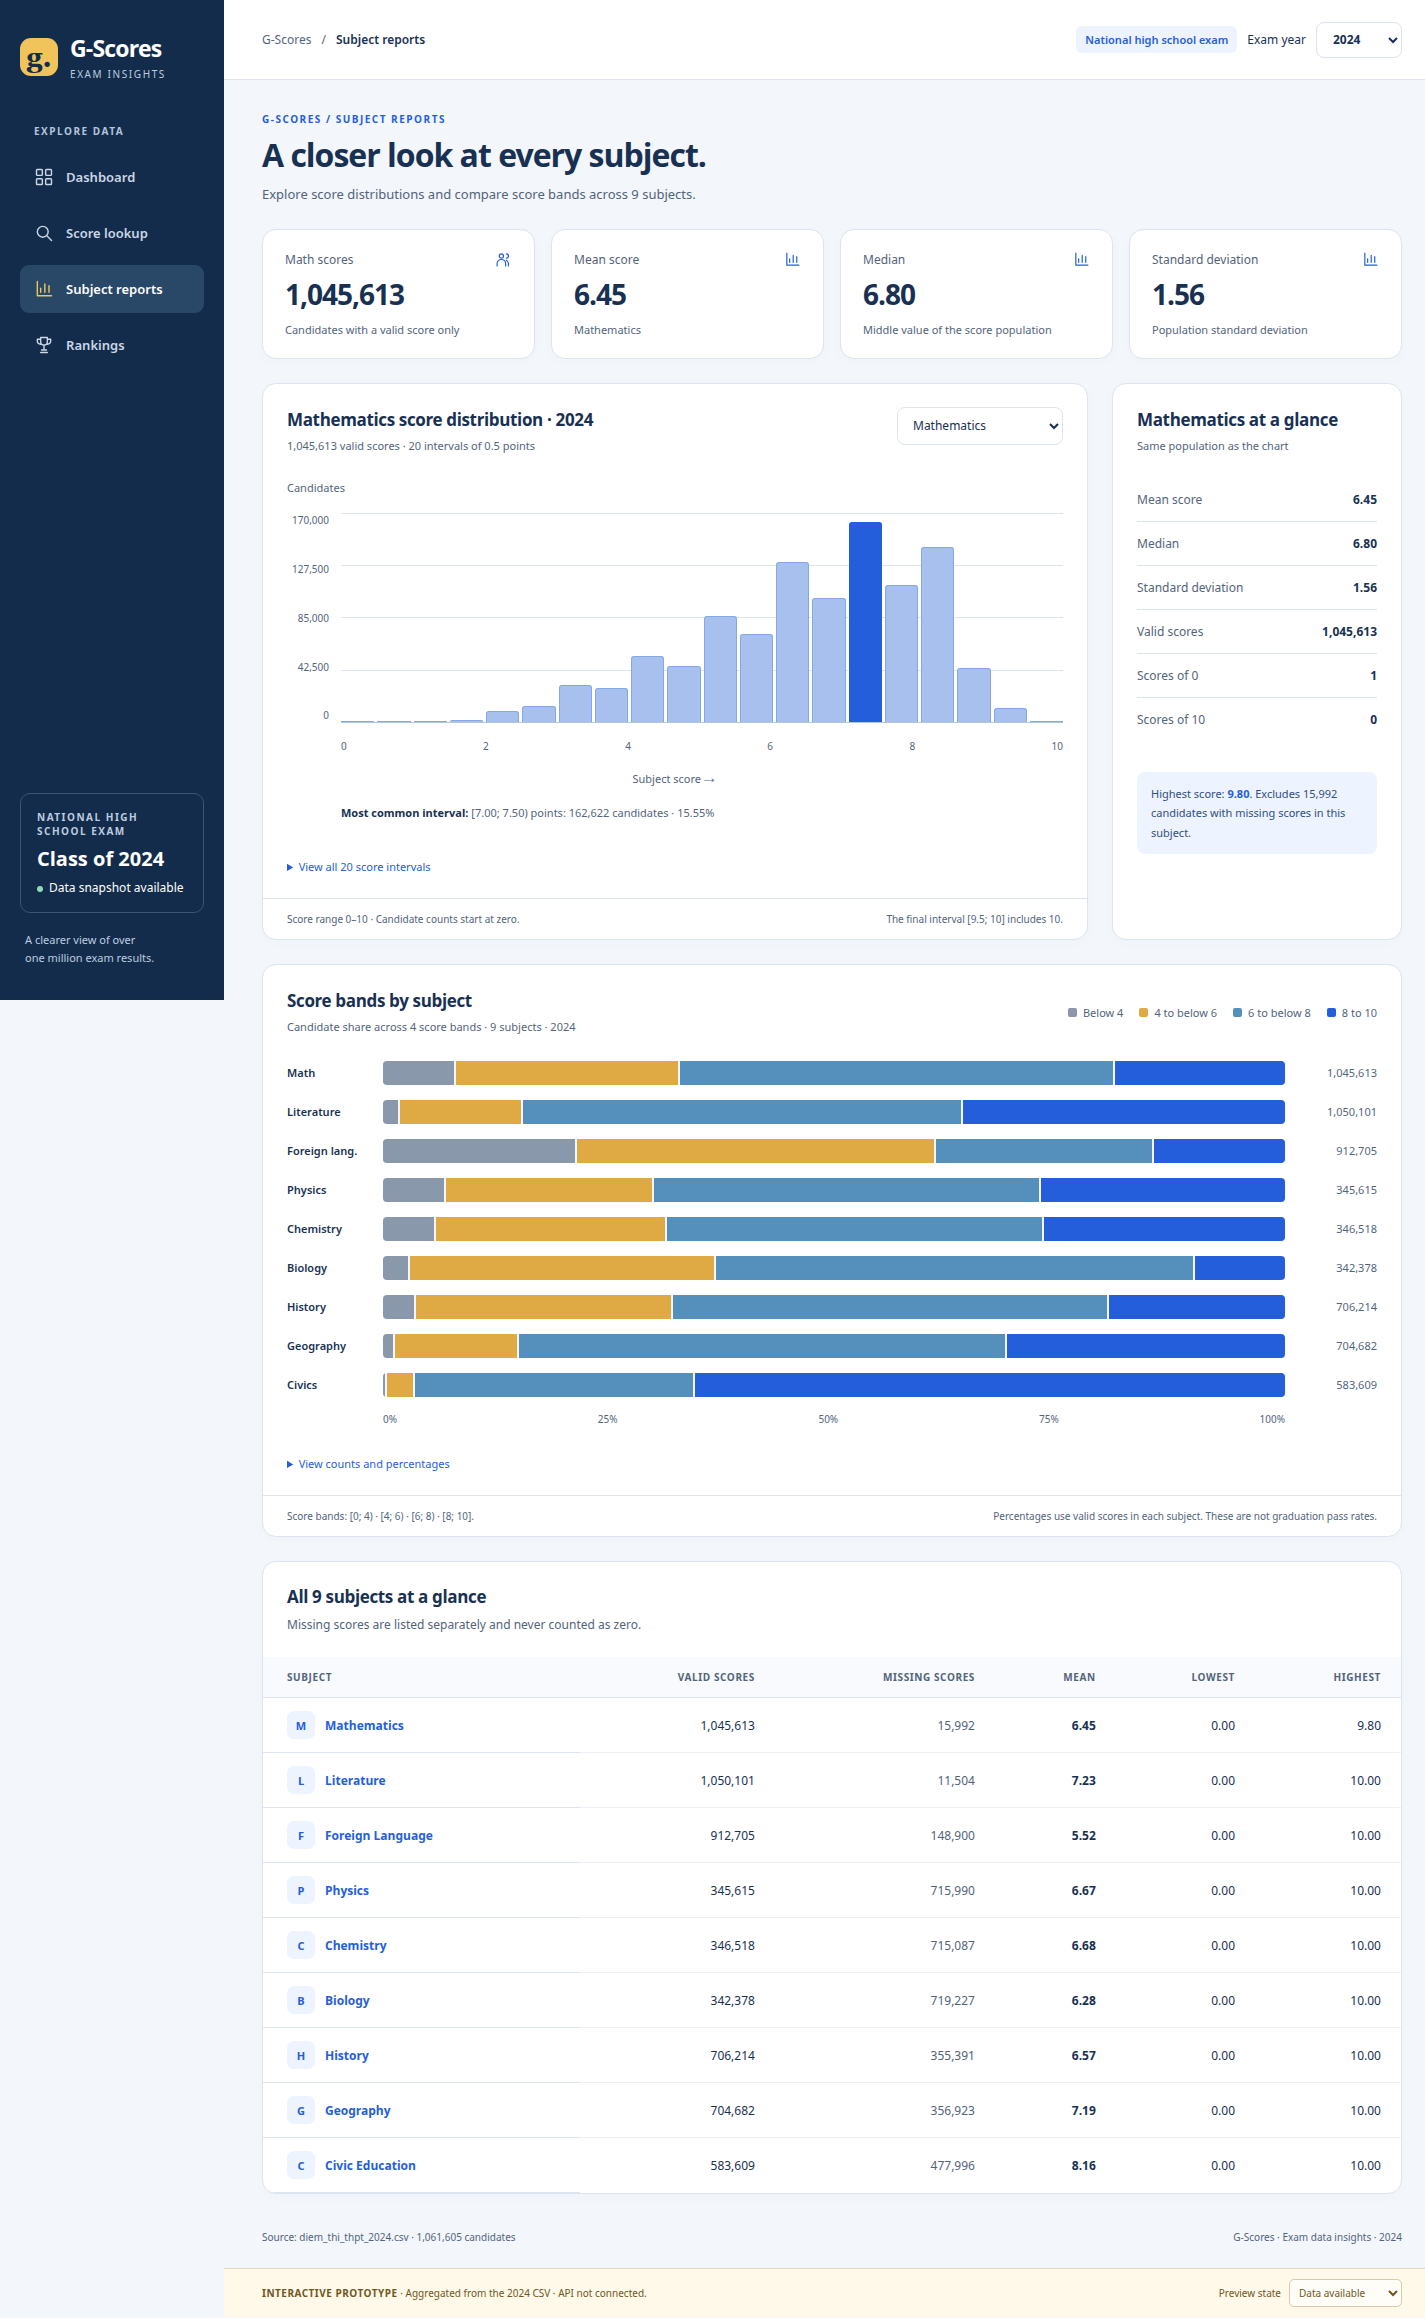 g.
G-Scores
EXAM INSIGHTS
EXPLORE DATA
Dashboard
Score lookup
Subject reports
Rankings
NATIONAL HIGH
SCHOOL EXAM
Class of 2024
Data snapshot available
A clearer view of over
one million exam results.
G-Scores / Subject reports
National high school exam Exam year 2024
G-SCORES / SUBJECT REPORTS
A closer look at every subject.
Explore score distributions and compare score bands across 9 subjects.
Math scores
1,045,613
Candidates with a valid score only
Mean score
6.45
Mathematics
Median
6.80
Middle value of the score population
Standard deviation
1.56
Population standard deviation
Mathematics score distribution · 2024
1,045,613 valid scores · 20 intervals of 0.5 points
Mathematics
Candidates
170,000
127,500
85,000
42,500
0
0 2 4 6 8 10
Subject score →
Most common interval: [7.00; 7.50) points: 162,622 candidates · 15.55%
▶ View all 20 score intervals
Score range 0–10 · Candidate counts start at zero. The final interval [9.5; 10] includes 10.
Mathematics at a glance
Same population as the chart
Mean score 6.45
Median 6.80
Standard deviation 1.56
Valid scores 1,045,613
Scores of 0 1
Scores of 10 0
Highest score: 9.80. Excludes 15,992
candidates with missing scores in this
subject.
Score bands by subject
Candidate share across 4 score bands · 9 subjects · 2024
Below 4 4 to below 6 6 to below 8 8 to 10
Math 1,045,613
Literature 1,050,101
Foreign lang. 912,705
Physics 345,615
Chemistry 346,518
Biology 342,378
History 706,214
Geography 704,682
Civics 583,609
0% 25% 50% 75% 100%
▶ View counts and percentages
Score bands: [0; 4) · [4; 6) · [6; 8) · [8; 10]. Percentages use valid scores in each subject. These are not graduation pass rates.
All 9 subjects at a glance
Missing scores are listed separately and never counted as zero.
SUBJECT VALID SCORES MISSING SCORES MEAN LOWEST HIGHEST
M Mathematics 1,045,613 15,992 6.45 0.00 9.80
L Literature 1,050,101 11,504 7.23 0.00 10.00
F Foreign Language 912,705 148,900 5.52 0.00 10.00
P Physics 345,615 715,990 6.67 0.00 10.00
C Chemistry 346,518 715,087 6.68 0.00 10.00
B Biology 342,378 719,227 6.28 0.00 10.00
H History 706,214 355,391 6.57 0.00 10.00
G Geography 704,682 356,923 7.19 0.00 10.00
C Civic Education 583,609 477,996 8.16 0.00 10.00
Source: diem_thi_thpt_2024.csv · 1,061,605 candidates G-Scores · Exam data insights · 2024
INTERACTIVE PROTOTYPE · Aggregated from the 2024 CSV · API not connected. Preview state Data available